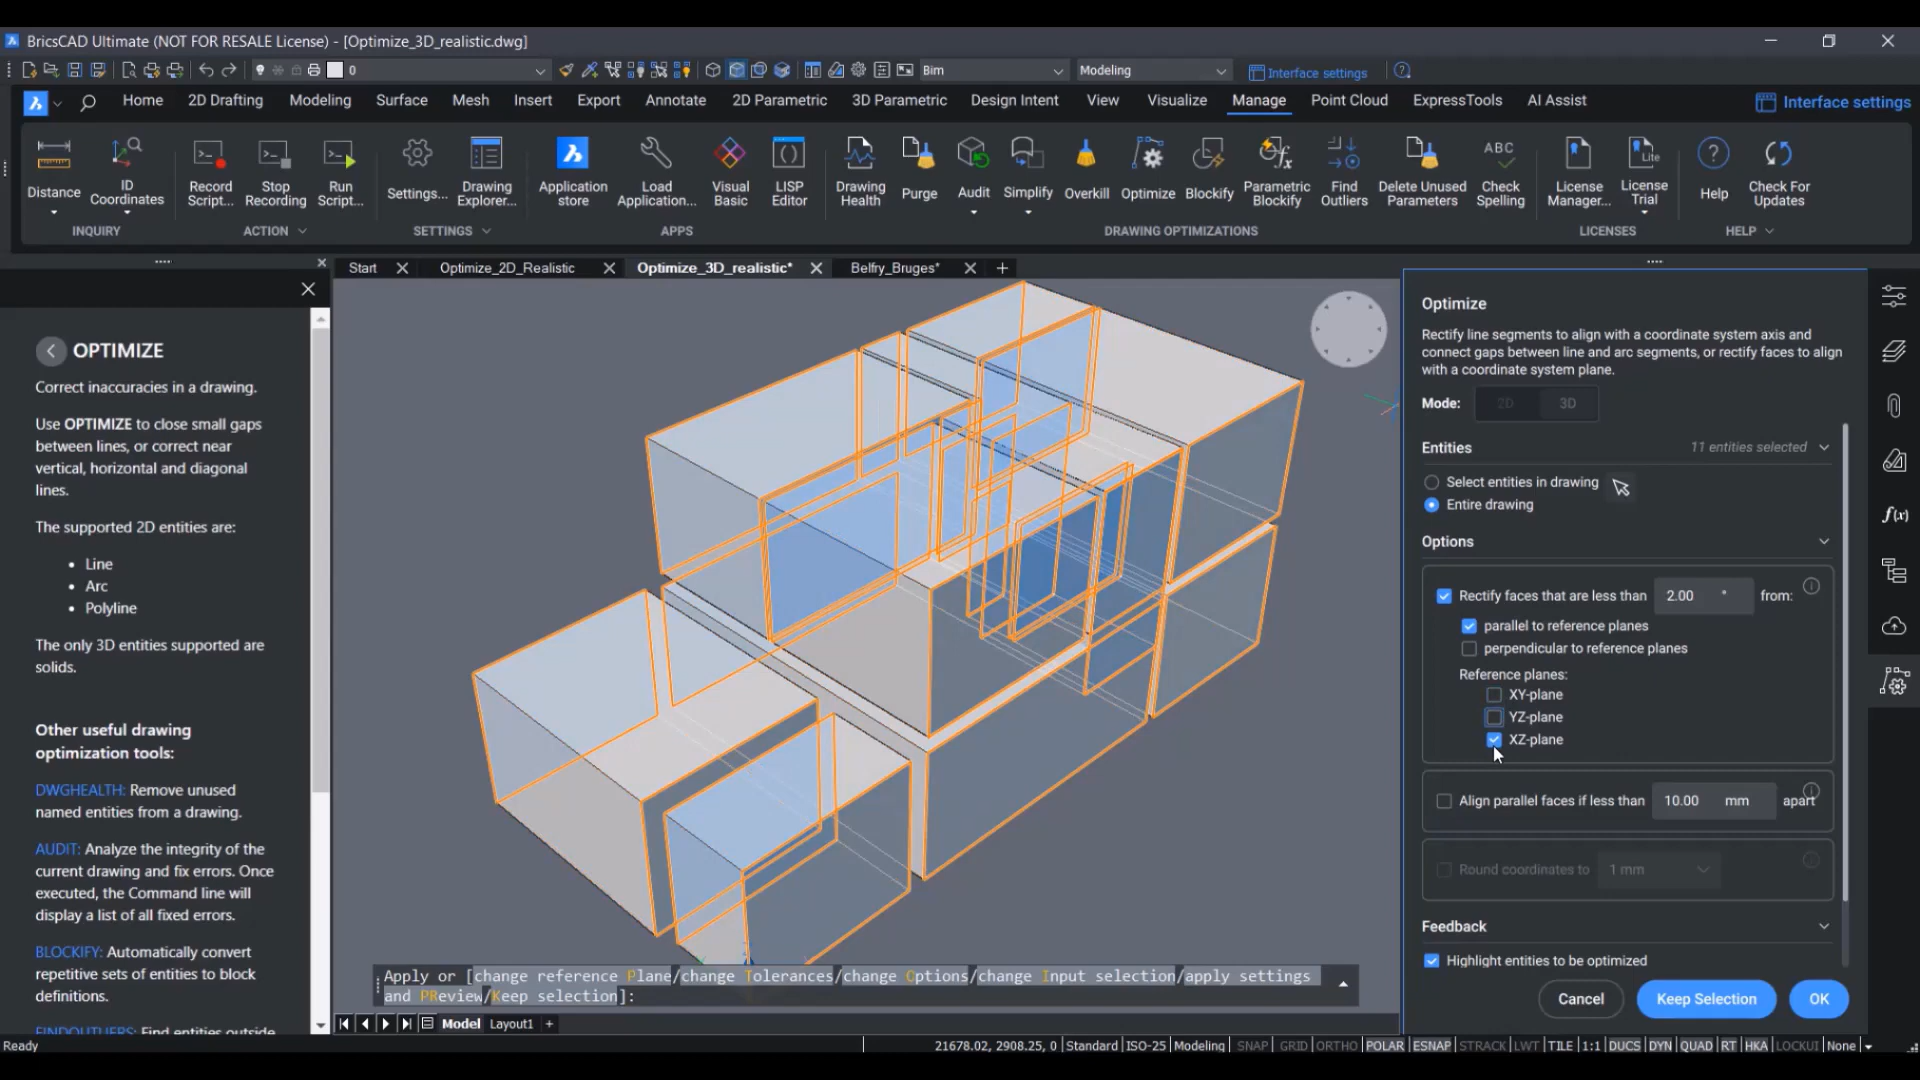 BricsCAD Ultimate (NOT FOR RESALE License) - [Optimize_3D_realistic.dwg]
0
Bim
Modeling
Interface settings
Home
2D Drafting
Modeling
Surface
Mesh
Insert
Export
Annotate
2D Parametric
3D Parametric
Design Intent
View
Visualize
Manage
Point Cloud
ExpressTools
AI Assist
Interface settings
Distance
ID Coordinates
Record Script...
Stop Recording
Run Script...
Settings...
Drawing Explorer...
Application store
Load Application...
Visual Basic
LISP Editor
Drawing Health
Purge
Audit
Simplify
Overkill
Optimize
Blockify
Parametric Blockify
Find Outliers
Delete Unused Parameters
ABC
Check Spelling
License Manager...
Lite
License Trial
Help
Check For Updates
INQUIRY
ACTION
SETTINGS
APPS
DRAWING OPTIMIZATIONS
LICENSES
HELP
Start
Optimize_2D_Realistic
Optimize_3D_realistic*
Belfry_Bruges*
OPTIMIZE
Correct inaccuracies in a drawing.
Use OPTIMIZE to close small gaps
between lines, or correct near
vertical, horizontal and diagonal
lines.
The supported 2D entities are:
• Line
• Arc
• Polyline
The only 3D entities supported are
solids.
Other useful drawing
optimization tools:
DWGHEALTH: Remove unused
named entities from a drawing.
AUDIT: Analyze the integrity of the
current drawing and fix errors. Once
executed, the Command line will
display a list of all fixed errors.
BLOCKIFY: Automatically convert
repetitive sets of entities to block
definitions.
FINDOUTLIERS: Find entities outside
Optimize
Rectify line segments to align with a coordinate system axis and
connect gaps between line and arc segments, or rectify faces to align
with a coordinate system plane.
Mode: 2D 3D
Entities 11 entities selected
Select entities in drawing
Entire drawing
Options
Rectify faces that are less than 2.00 ° from:
parallel to reference planes
perpendicular to reference planes
Reference planes:
XY-plane
YZ-plane
XZ-plane
Align parallel faces if less than 10.00 mm apart
Round coordinates to 1 mm
Feedback
Highlight entities to be optimized
Cancel
Keep Selection
OK
f(x)
Apply or [change reference Plane/change Tolerances/change Options/change Input selection/apply settings
and PReview/Keep selection]:
Model
Layout1
Ready
21678.02, 2908.25, 0
Standard
ISO-25
Modeling
SNAP
GRID
ORTHO
POLAR
ESNAP
STRACK
LWT
TILE
1:1
DUCS
DYN
QUAD
RT
HKA
LOCKUI
None